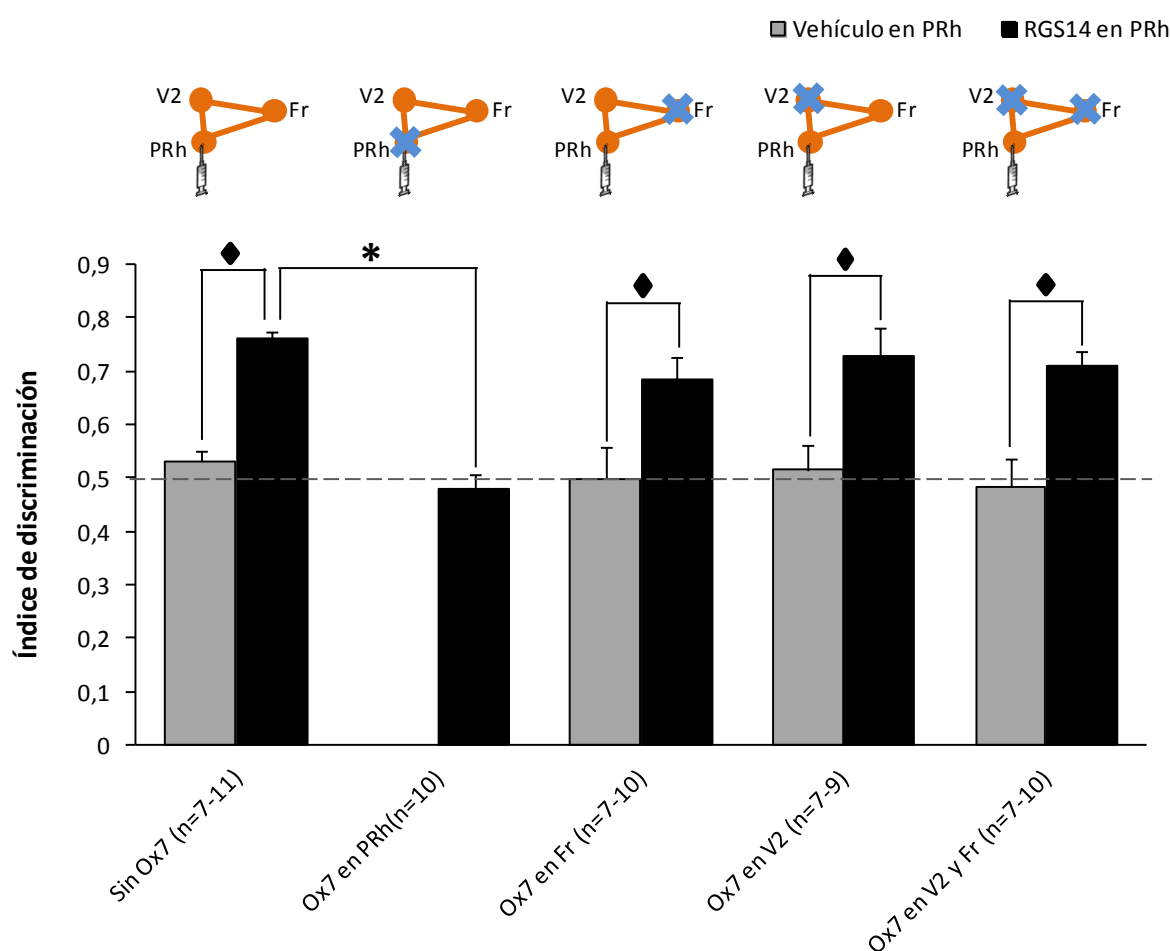 Vehículo en PRh RGS14 en PRh
V2 Fr PRh
V2 Fr PRh
V2 Fr PRh
V2 Fr PRh
V2 Fr PRh
*
Índice de discriminación
0,9
0,8
0,7
0,6
0,5
0,4
0,3
0,2
0,1
0
Sin Ox7 (n=7-11)
Ox7 en PRh(n=10)
Ox7 en Fr (n=7-10)
Ox7 en V2 (n=7-9)
Ox7 en V2 y Fr (n=7-10)